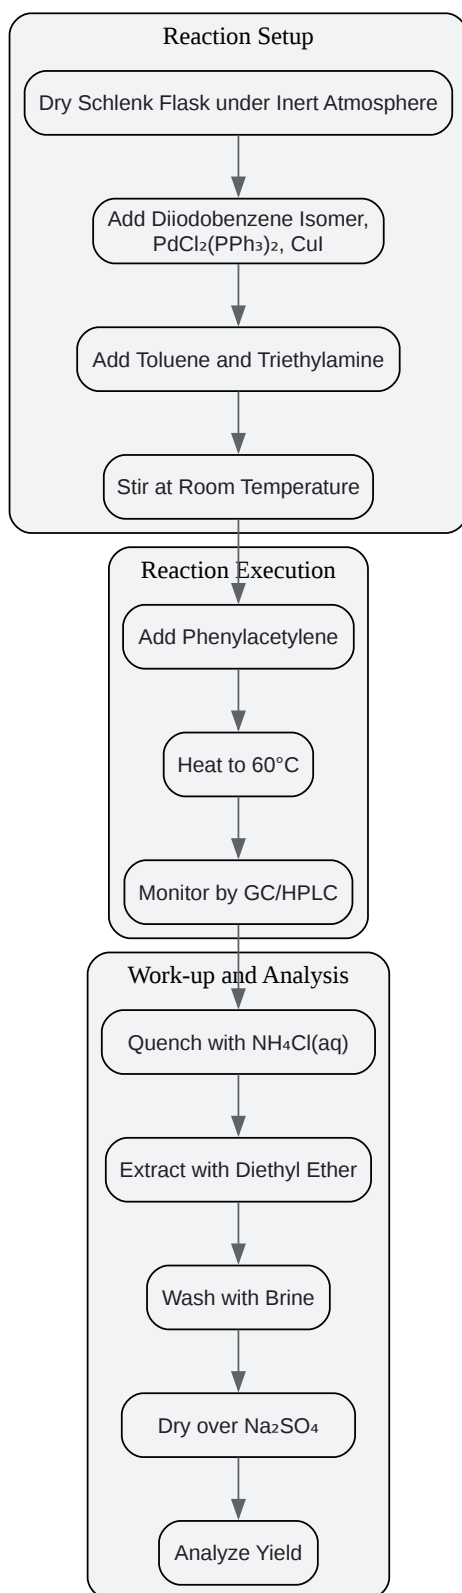 Reaction Setup
Dry Schlenk Flask under Inert Atmosphere
Add Diiodobenzene Isomer,
PdCl₂(PPh₃)₂, CuI
Add Toluene and Triethylamine
Stir at Room Temperature
Reaction Execution
Add Phenylacetylene
Heat to 60°C
Monitor by GC/HPLC
Work-up and Analysis
Quench with NH₄Cl(aq)
Extract with Diethyl Ether
Wash with Brine
Dry over Na₂SO₄
Analyze Yield